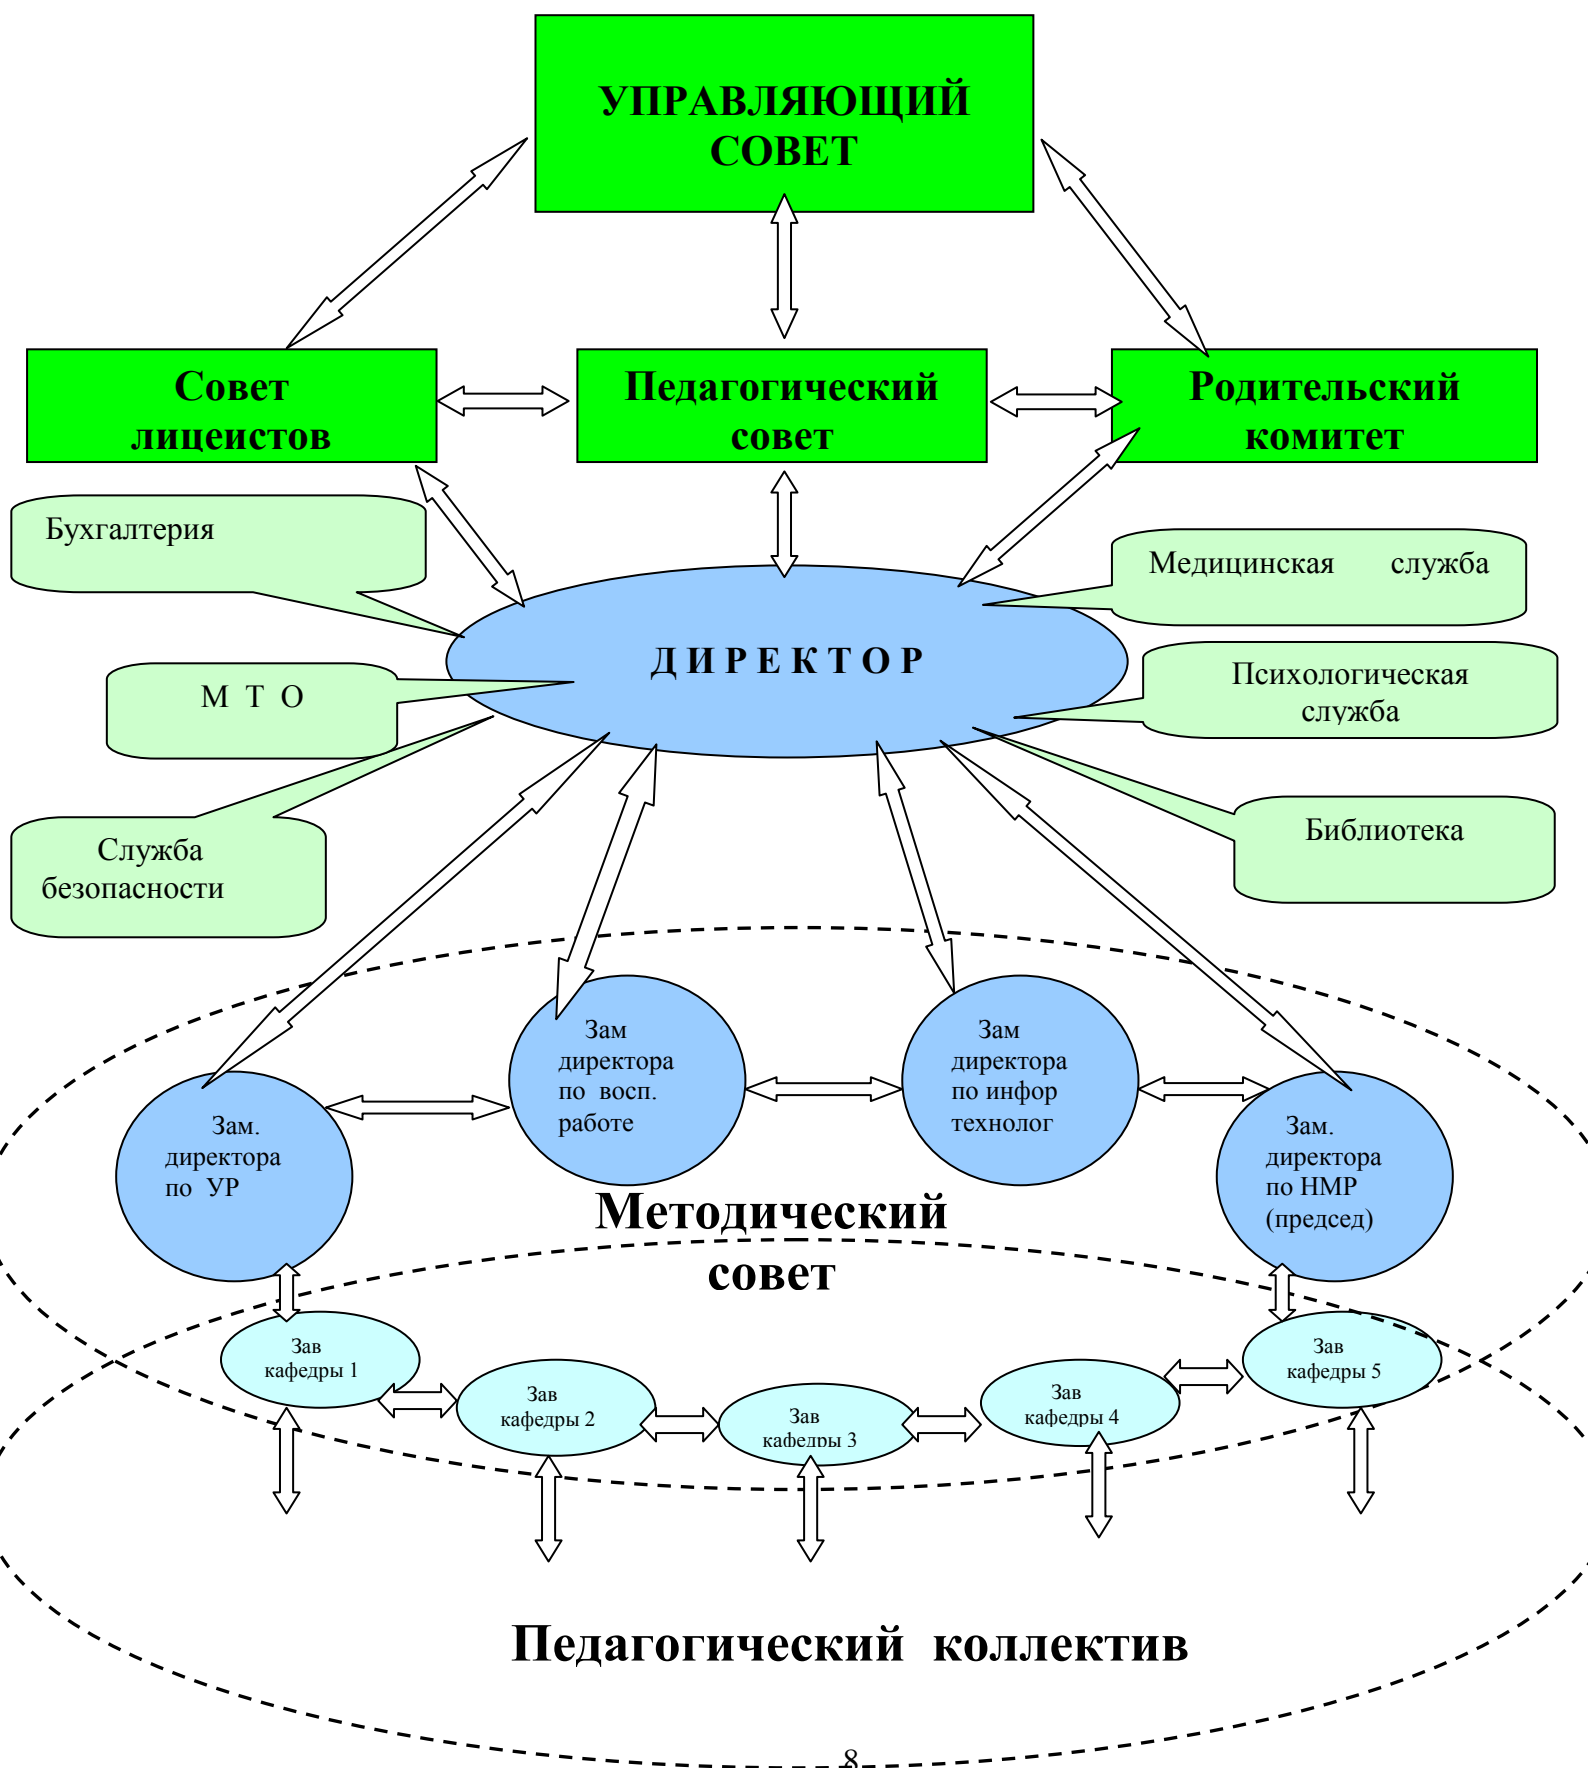 УПРАВЛЯЮЩИЙ
СОВЕТ
Совет
лицеистов
Педагогический
совет
Родительский
комитет
Бухгалтерия
Медицинская служба
Д И Р Е К Т О Р
М Т О
Психологическая
служба
Служба
безопасности
Библиотека
Зам
директора
по восп.
работе
Зам
директора
по инфор
технолог
Зам.
директора
по УР
Зам.
директора
по НМР
(председ)
Методический
совет
Зав
кафедры 1
Зав
кафедры 2
Зав
кафедры 3
Зав
кафедры 4
Зав
кафедры 5
Педагогический коллектив
8